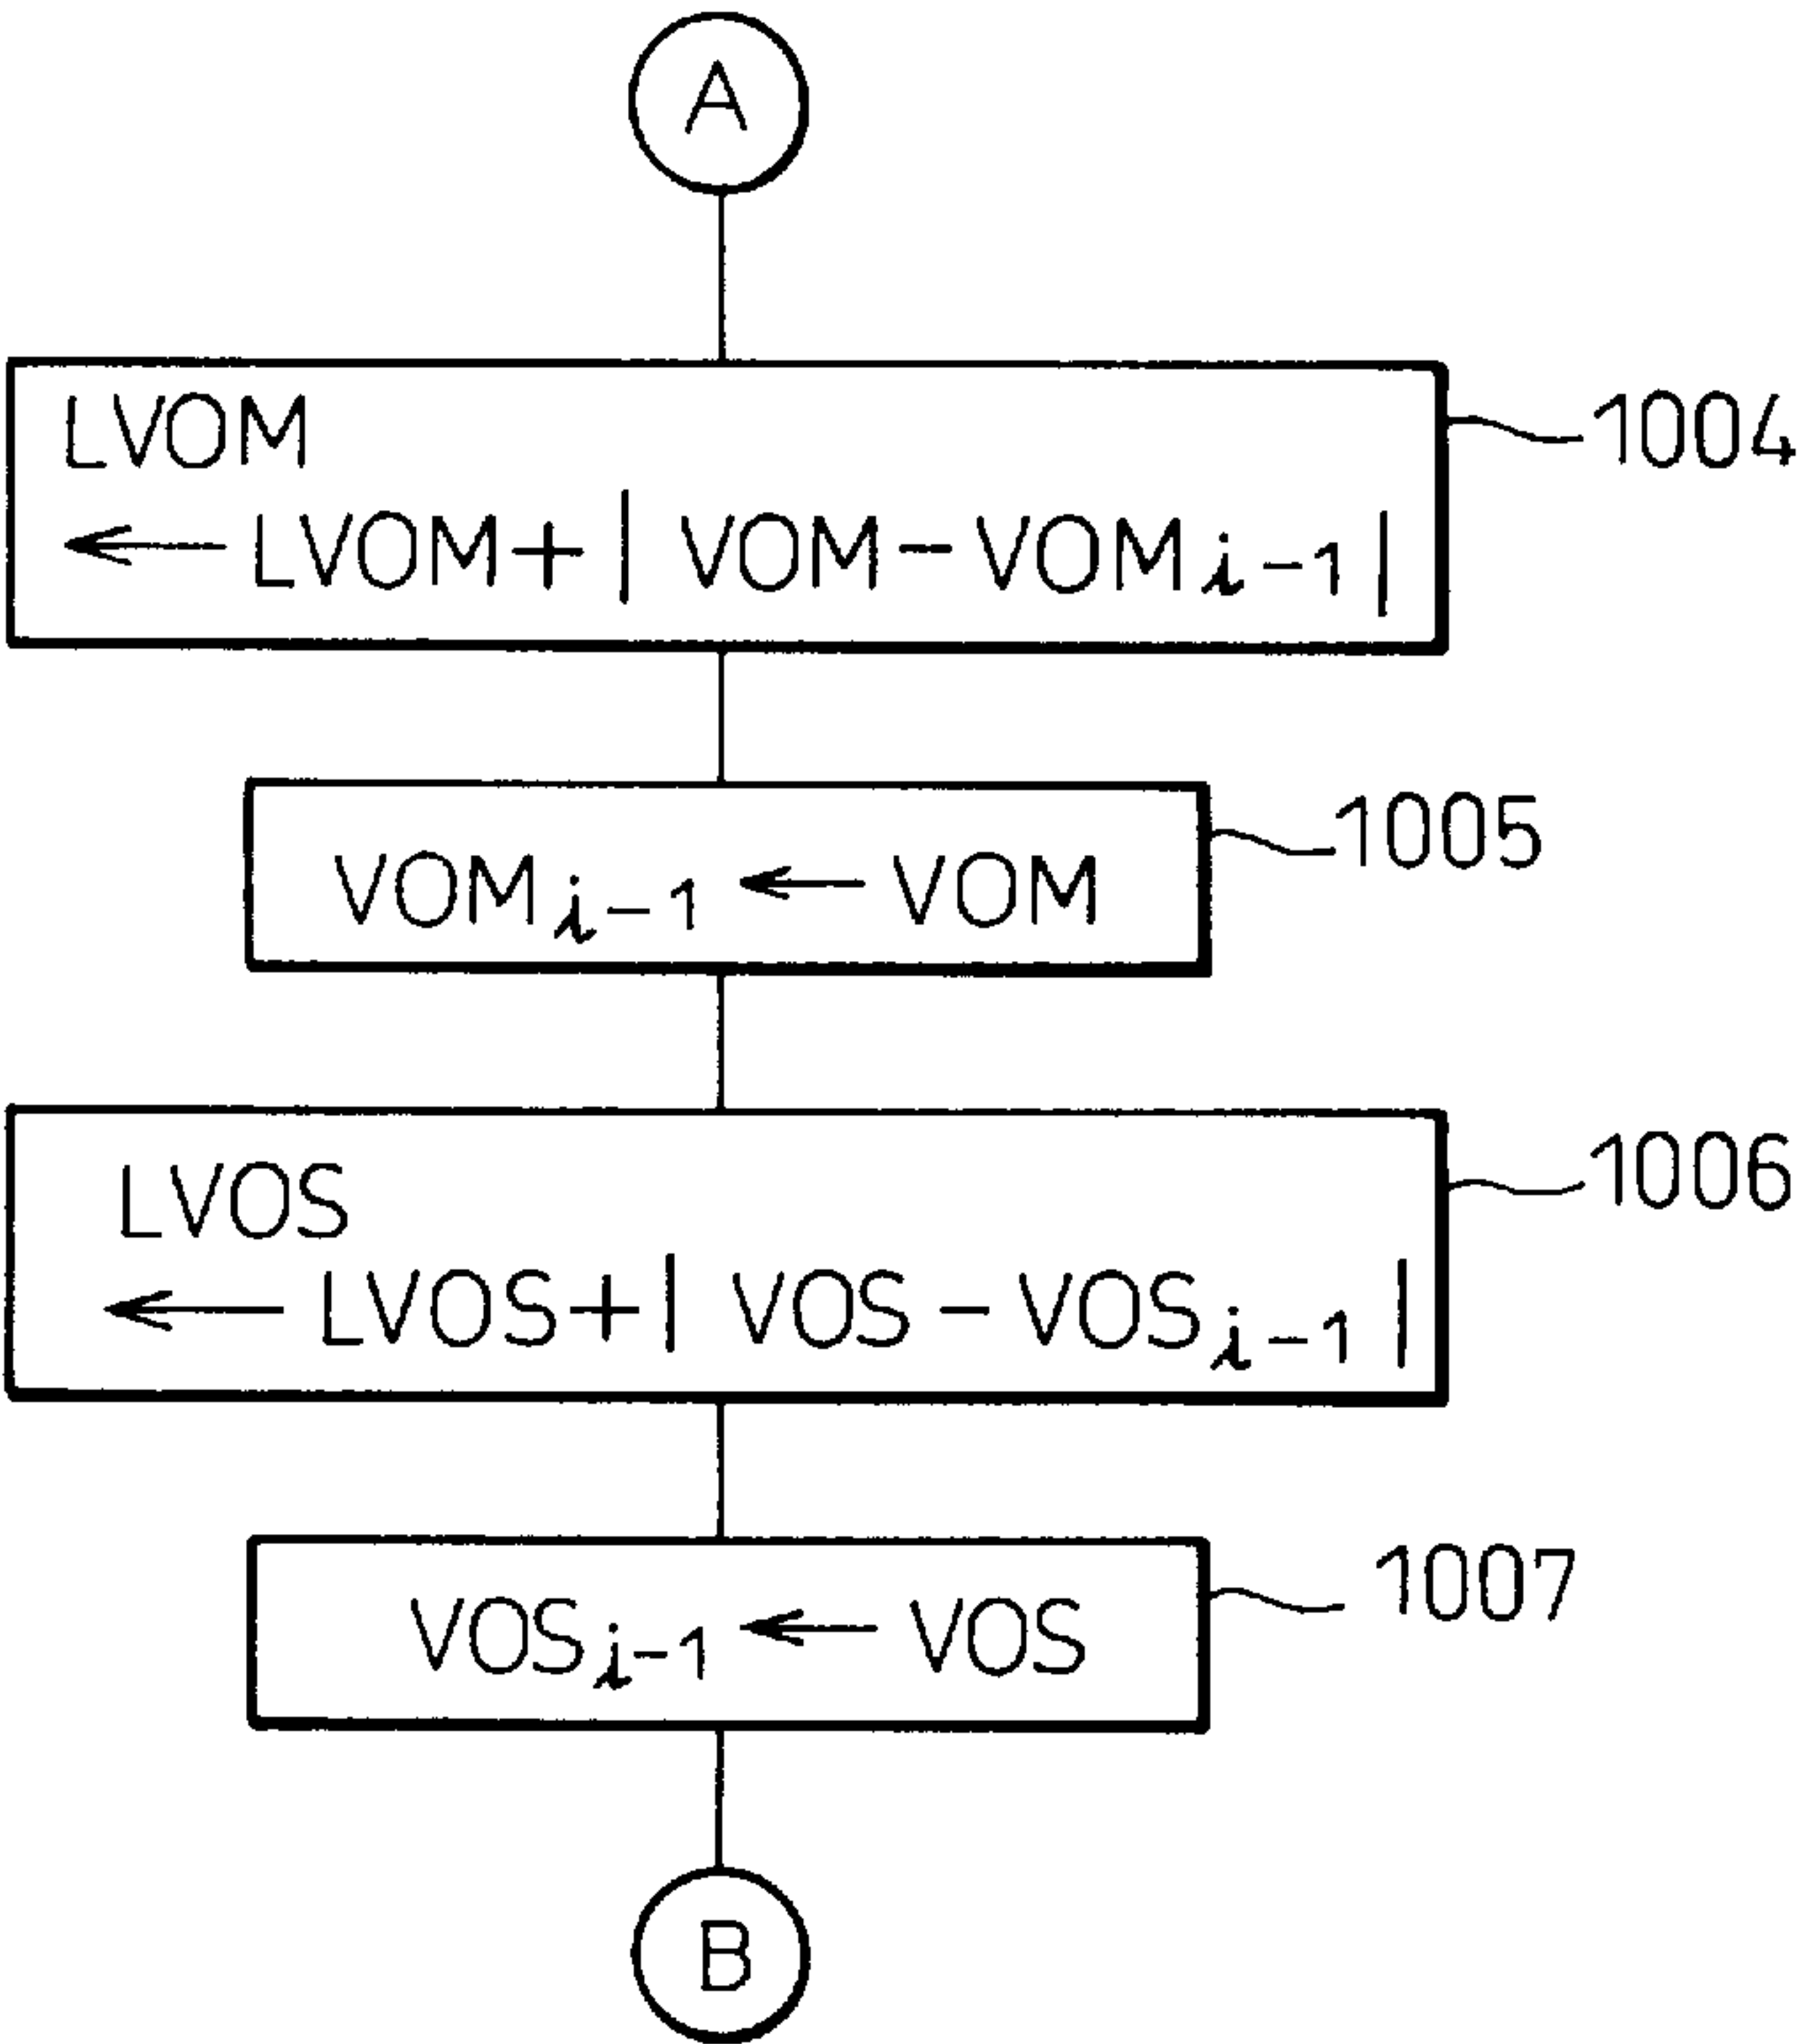 A
LVOM
1004
← LVOM+| VOM−VOMi−1 |
1005
VOMi−1 ← VOM
1006
LVOS
← LVOS+| VOS−VOSi−1 |
1007
VOSi−1 ← VOS
B